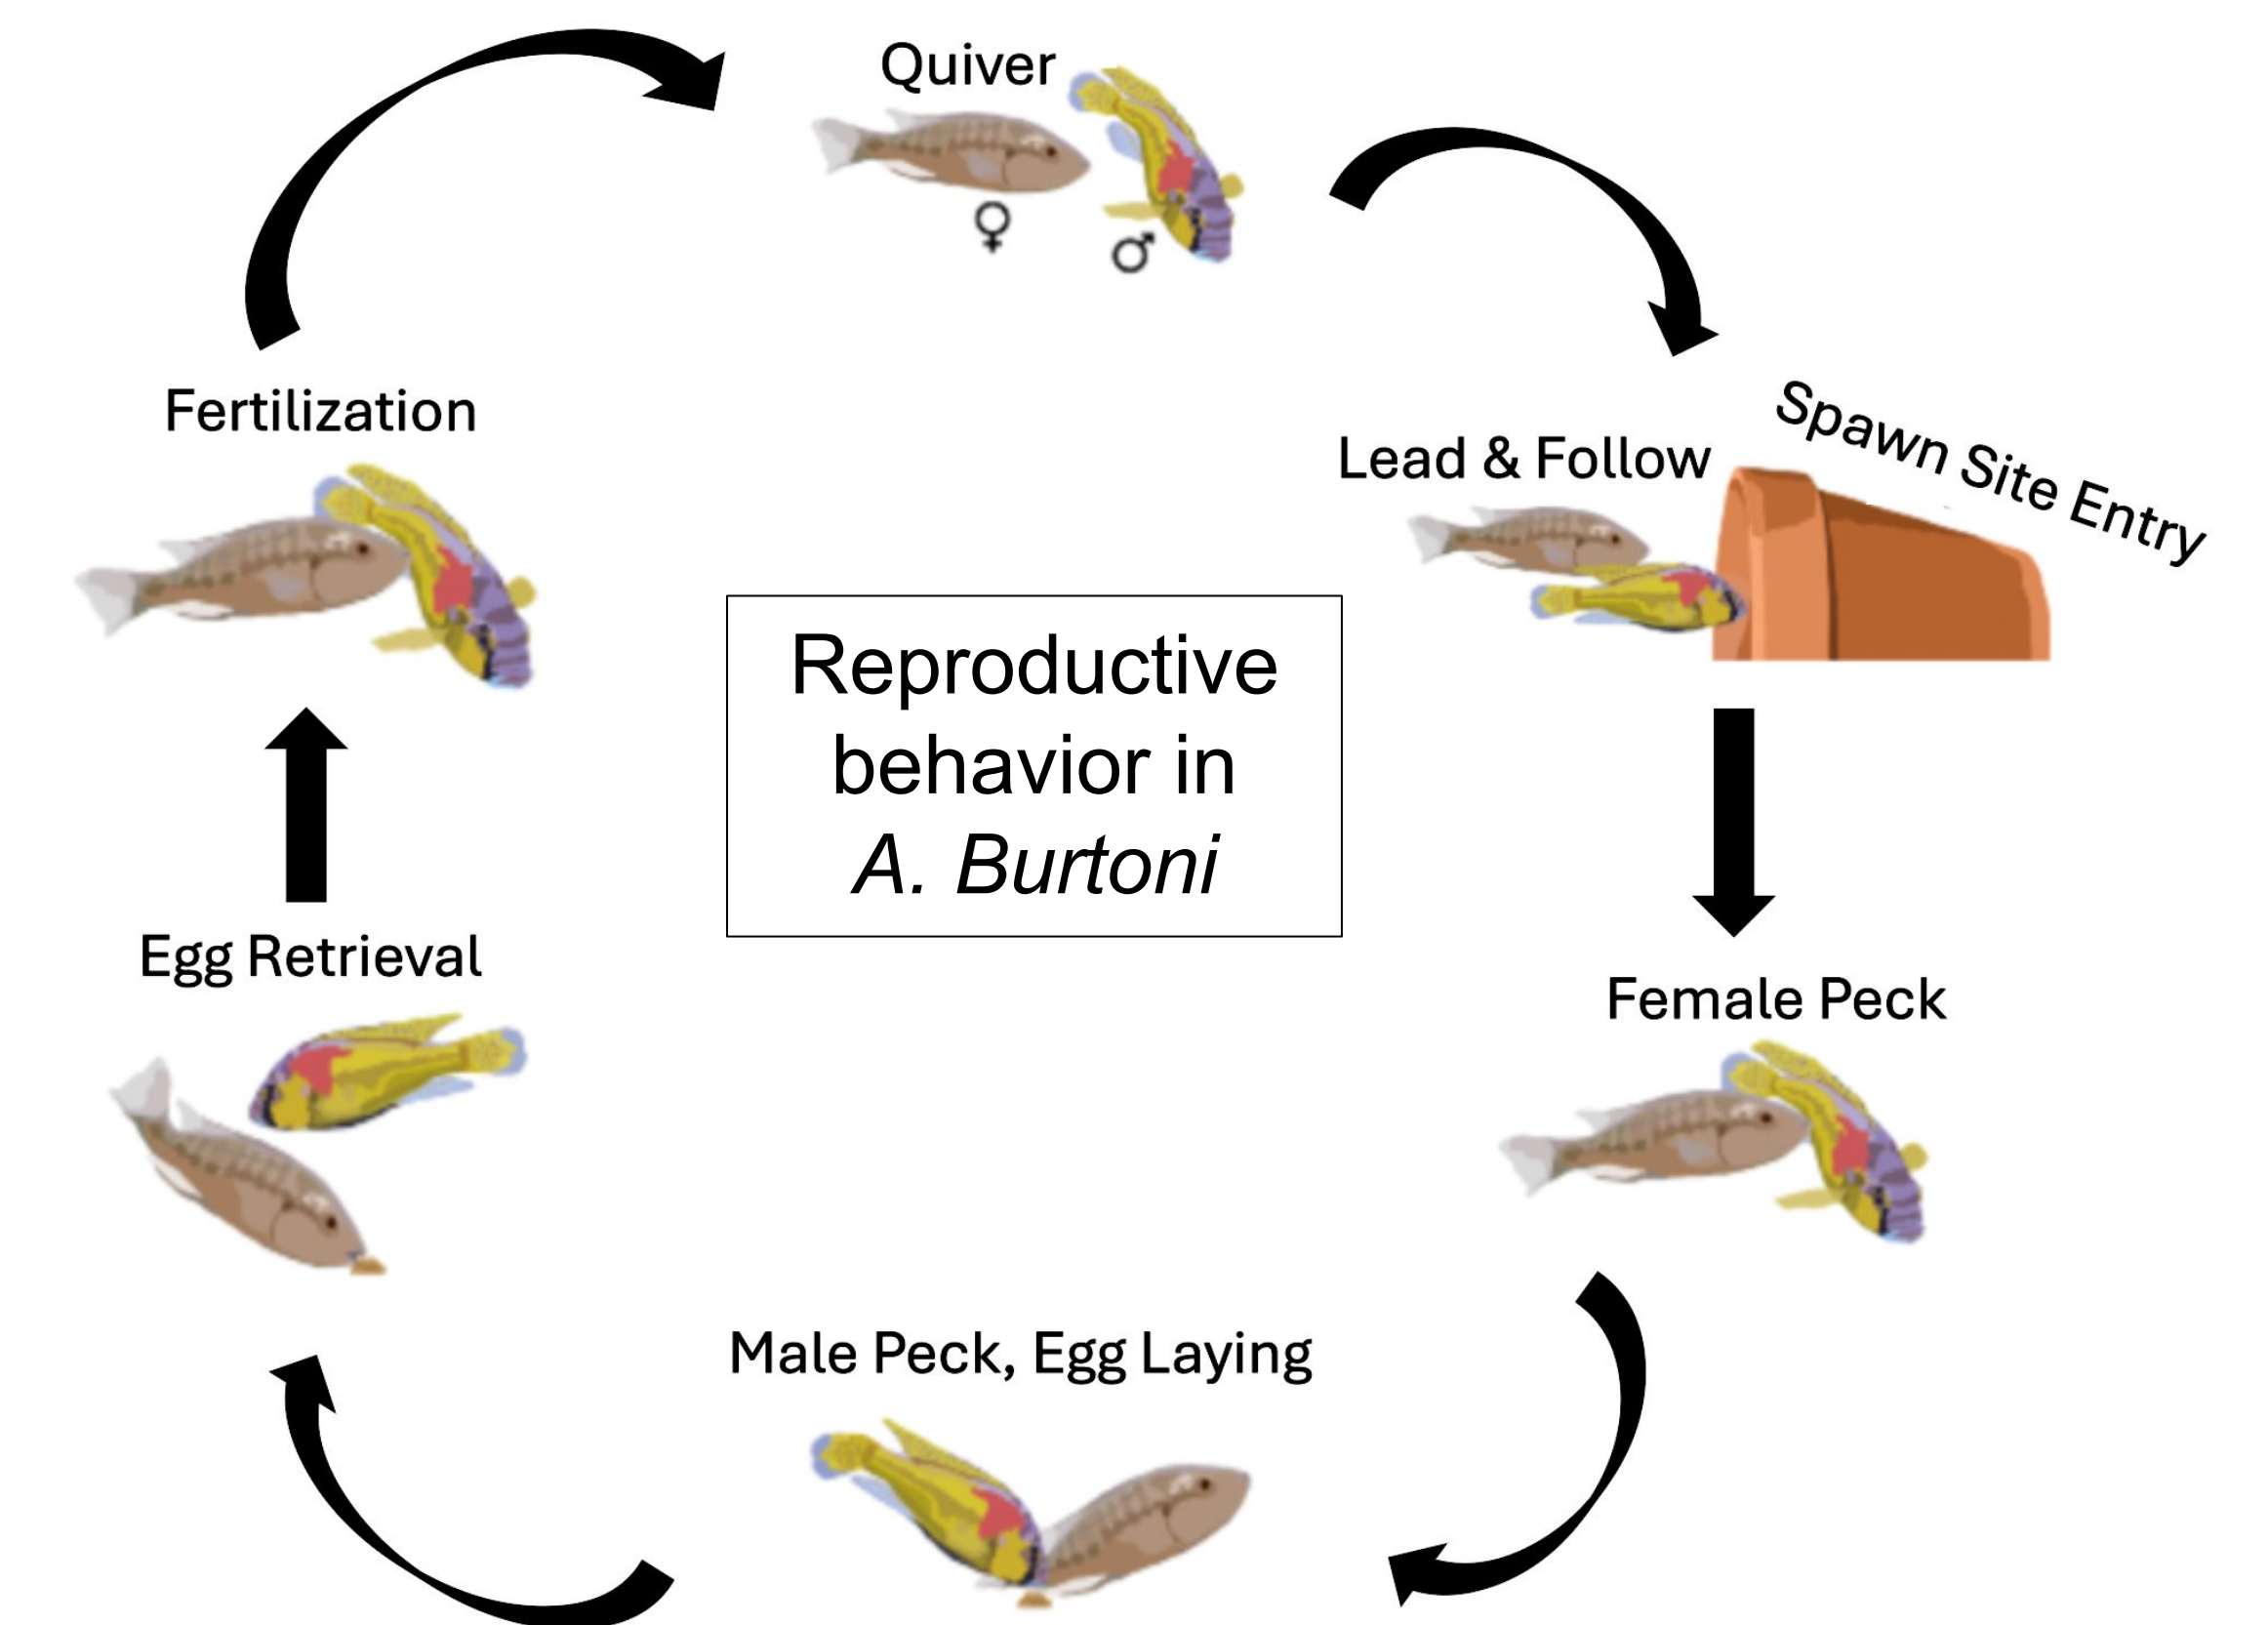 Quiver
♀
♂
Lead & Follow
Spawn Site Entry
Female Peck
Male Peck, Egg Laying
Egg Retrieval
Fertilization
Reproductive
behavior in
A. Burtoni